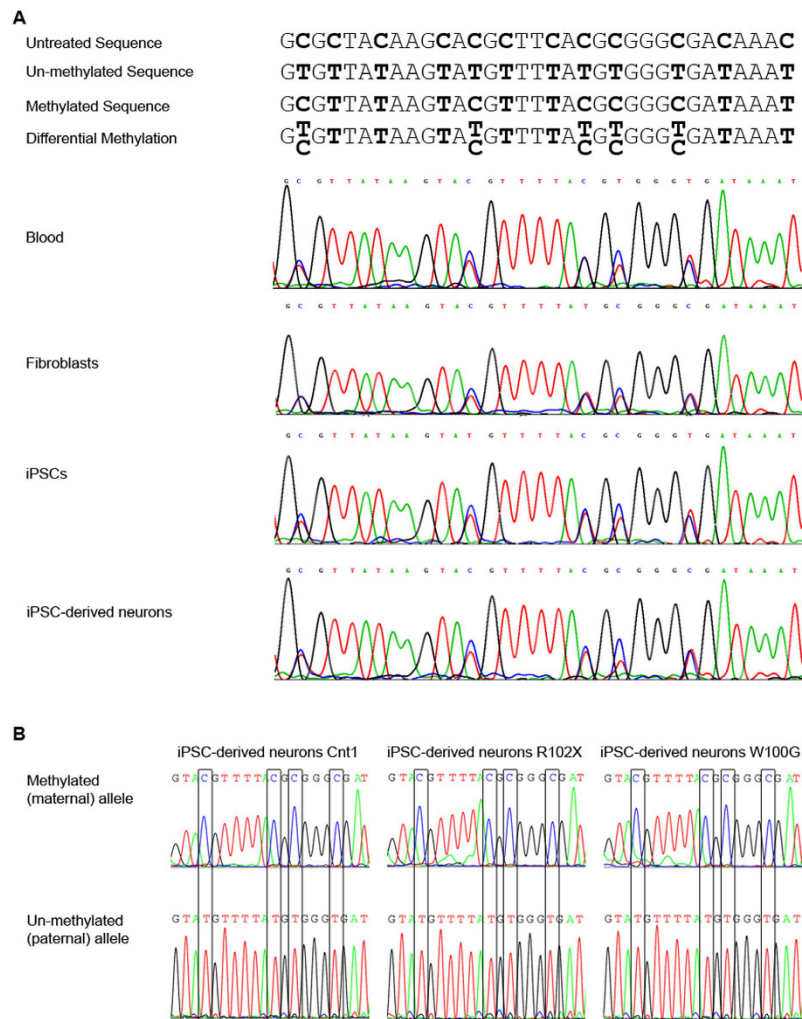 A
Untreated Sequence GCGCTACAAGCACGCTTCACGCGGGCGACAAAC
Un-methylated Sequence GTGTTATAAGTATGTTTTATGTGGGTGATAAAT
Methylated Sequence GCGTTATAAGTACGTTTTACGCGGGCGATAAAT
Differential Methylation GTGTTATAAGTATGTTTTATGTGGGTGATAAAT
C C C C C
G C G T T A T A A G T A C G T T T T A C G T G G G T G A T A A A T
Blood
G C G T T A T A A G T A C G T T T T A T G C G G G C G A T A A A T
Fibroblasts
G C G T T A T A A G T A T G T T T T A C G C G G G T G A T A A A T
iPSCs
G C G T T A T A A G T A C G T T T T A C G C G G G C G A T A A A T
iPSC-derived neurons
B
iPSC-derived neurons Cnt1 iPSC-derived neurons R102X iPSC-derived neurons W100G
Methylated (maternal) allele
GTACGTTTTACGCGGGCGAT GTACGTTTTACGCGGGCGAT GTACGTTTTACGCGGGCGAT
Un-methylated (paternal) allele
GTATGTTTTATGTGGGTGAT GTATGTTTTATGTGGGTGAT GTATGTTTTATGTGGGTGAT